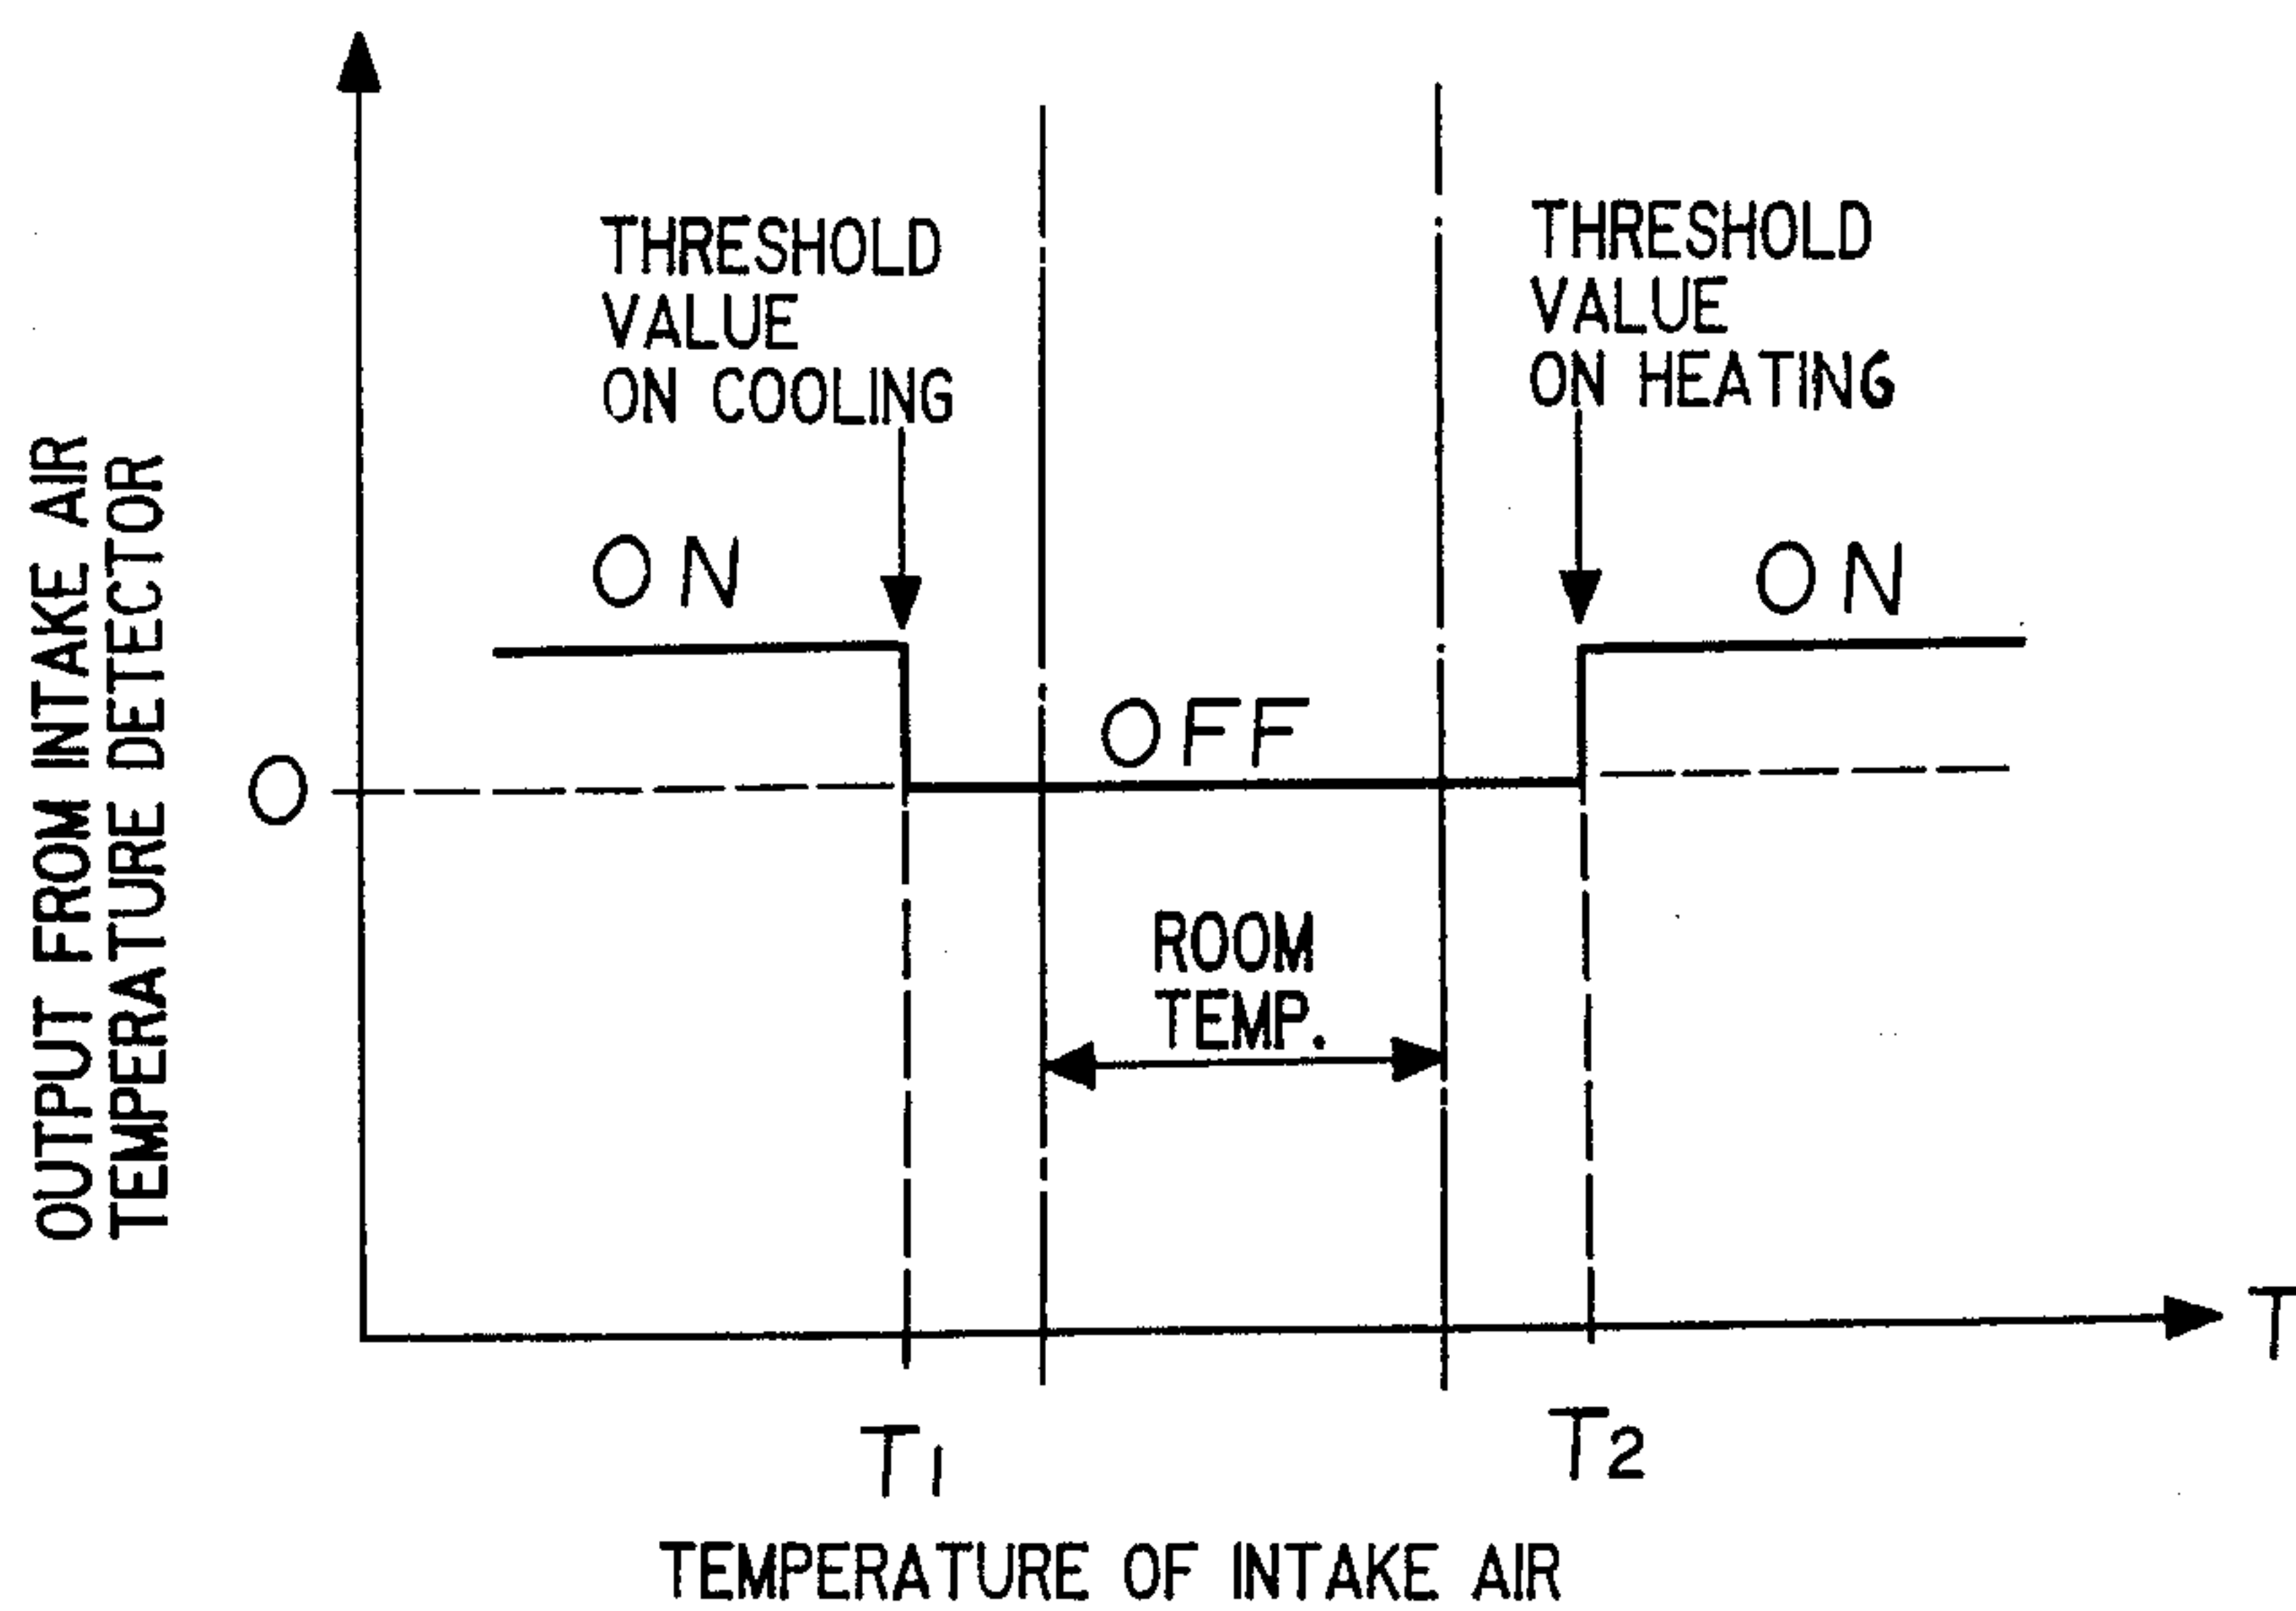 OUTPUT FROM INTAKE AIR
TEMPERATURE DETECTOR
THRESHOLD
VALUE
ON COOLING
THRESHOLD
VALUE
ON HEATING
ON
ON
OFF
O
ROOM
TEMP.
T
T1
T2
TEMPERATURE OF INTAKE AIR